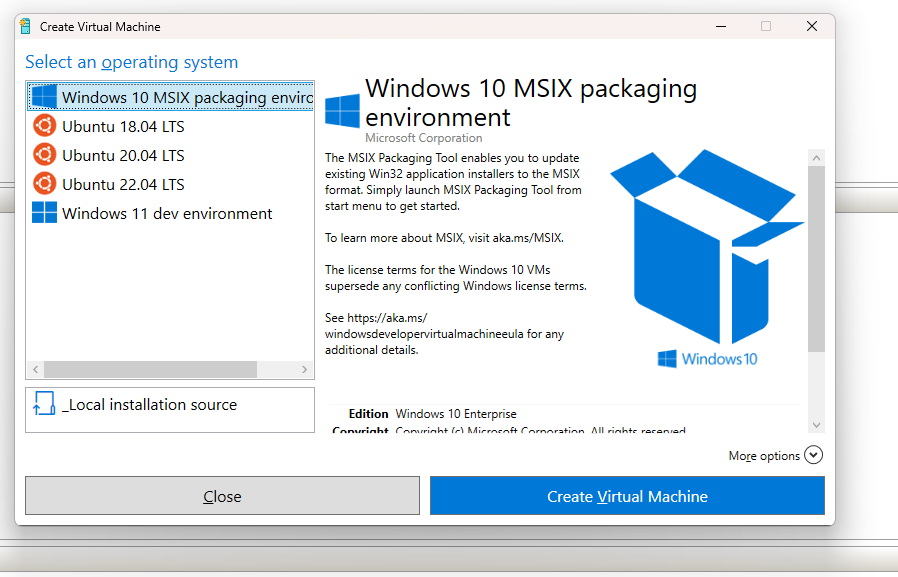 Create Virtual Machine
Select an operating system
Windows 10 MSIX packaging enviro
Ubuntu 18.04 LTS
Ubuntu 20.04 LTS
Ubuntu 22.04 LTS
Windows 11 dev environment
_Local installation source
Windows 10 MSIX packaging
environment
Microsoft Corporation
The MSIX Packaging Tool enables you to update
existing Win32 application installers to the MSIX
format. Simply launch MSIX Packaging Tool from
start menu to get started.
To learn more about MSIX, visit aka.ms/MSIX.
The license terms for the Windows 10 VMs
supersede any conflicting Windows license terms.
See https://aka.ms/
windowsdevelopervirtualmachineeula for any
additional details.
Windows10
Edition Windows 10 Enterprise
Copyright Copyright (c) Microsoft Corporation. All rights reserved.
More options
Close
Create Virtual Machine